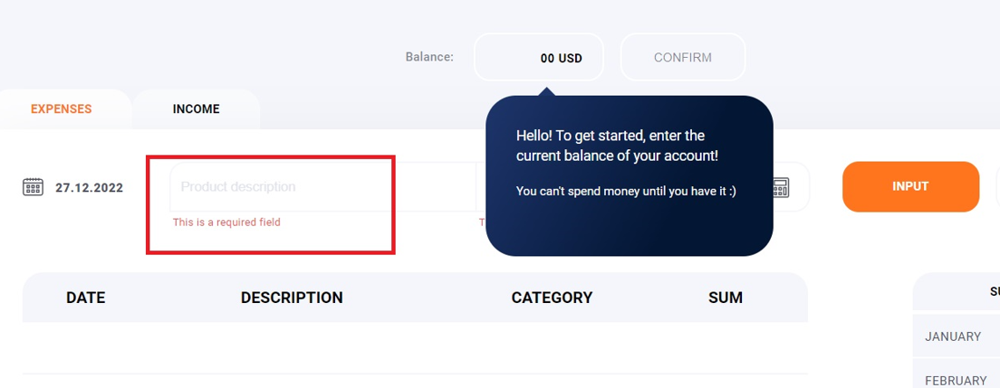 Balance:
00 USD
CONFIRM
EXPENSES
INCOME
Hello! To get started, enter the
current balance of your account!
You can't spend money until you have it :)
27.12.2022
Product description
INPUT
This is a required field
T
DATE
DESCRIPTION
CATEGORY
SUM
JANUARY
FEBRUARY